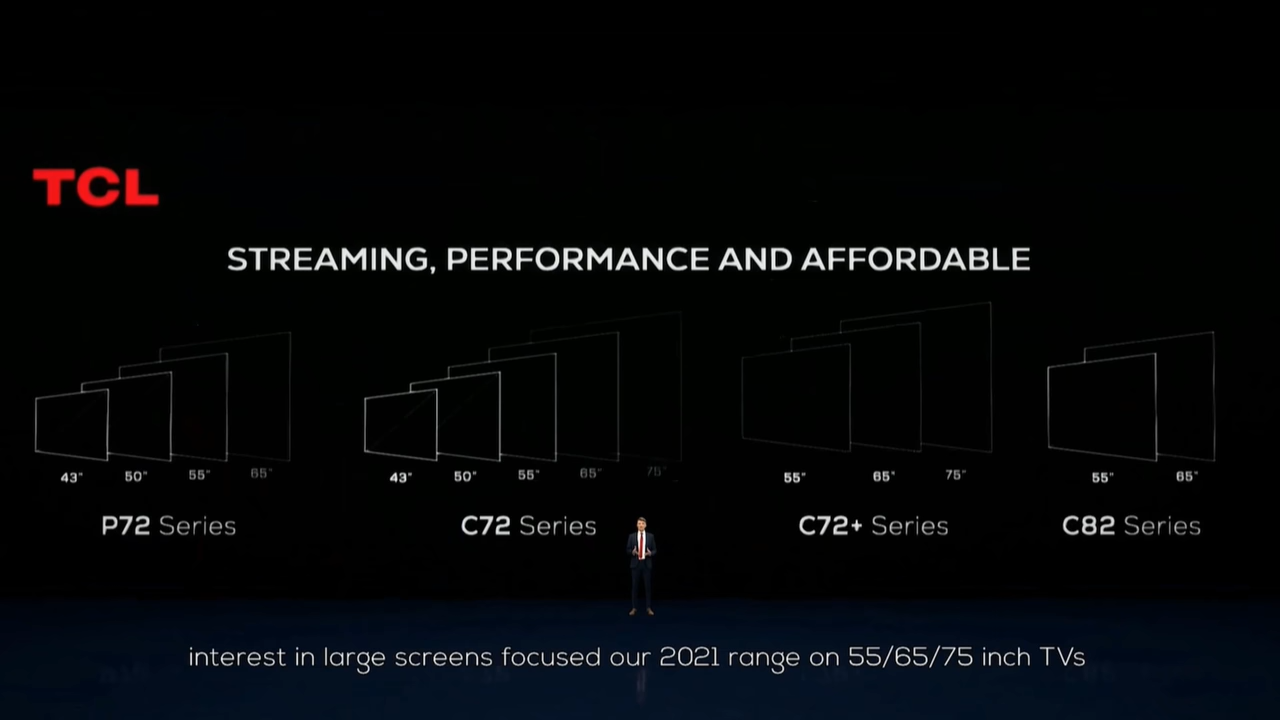 TCL
STREAMING, PERFORMANCE AND AFFORDABLE
43" 50" 55" 65"
43" 50" 55" 65" 75"
55" 65" 75"
55" 65"
P72 Series
C72 Series
C72+ Series
C82 Series
interest in large screens focused our 2021 range on 55/65/75 inch TVs